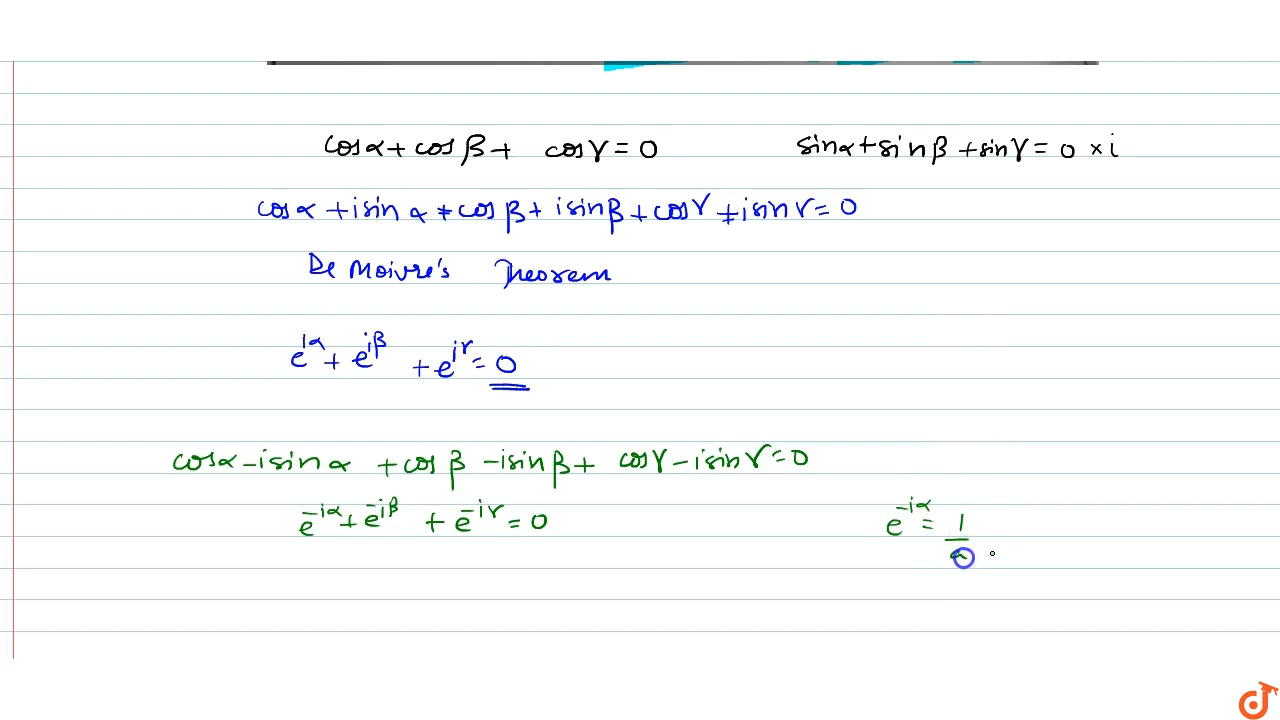 cosα + cosβ + cosγ = 0 sinα + sinβ + sinγ = 0 × i
cosα + isinα + cosβ + isinβ + cosγ + isinγ = 0
De Moivre's Theorem
e^{iα} + e^{iβ} + e^{iγ} = 0
cosα - isinα + cosβ - isinβ + cosγ - isinγ = 0
e^{-iα} + e^{-iβ} + e^{-iγ} = 0 e^{-iα} = 1